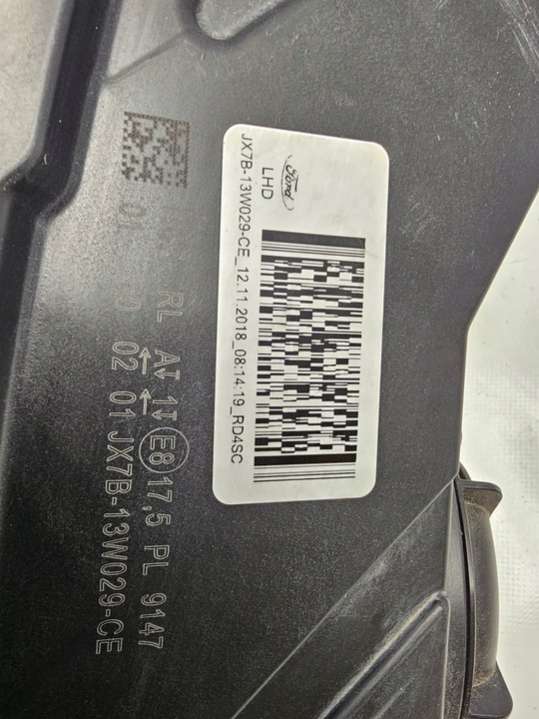 Ford
LHD
JX7B-13W029-CE_12.11.2018_08:14:19_RD4SC
RL A 1 E8 17,5 PL 9147
02 01 JX7B-13W029-CE